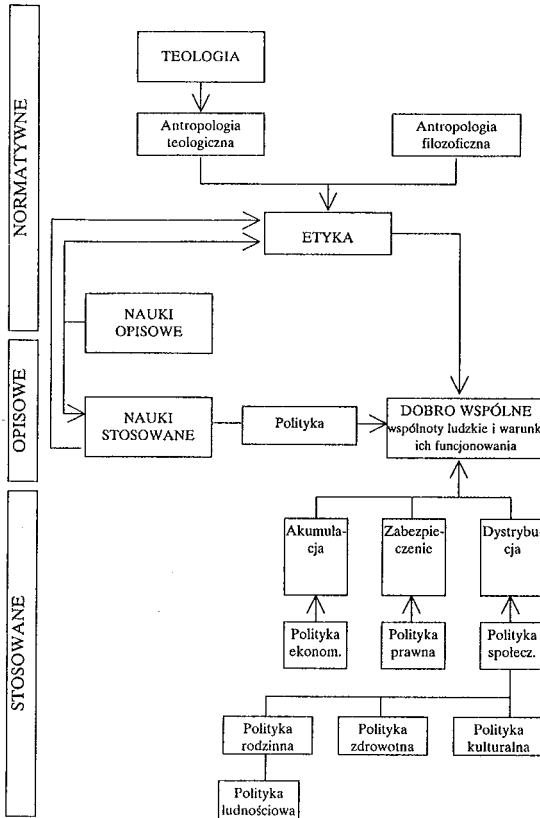 NORMATYWNE
OPISOWE
STOSOWANE
TEOLOGIA
Antropologia
teologiczna
Antropologia
filozoficzna
ETYKA
NAUKI
OPISOWE
NAUKI
STOSOWANE
Polityka
DOBRO WSPÓLNE
wspólnoty ludzkie i warunk
ich funcjonowania
Akumula-
cja
Zabezpie-
czenie
Dystrybu-
cja
Polityka
ekonom.
Polityka
prawna
Polityka
społecz.
Polityka
rodzinna
Polityka
zdrowotna
Polityka
kulturalna
Polityka
ludnościowa